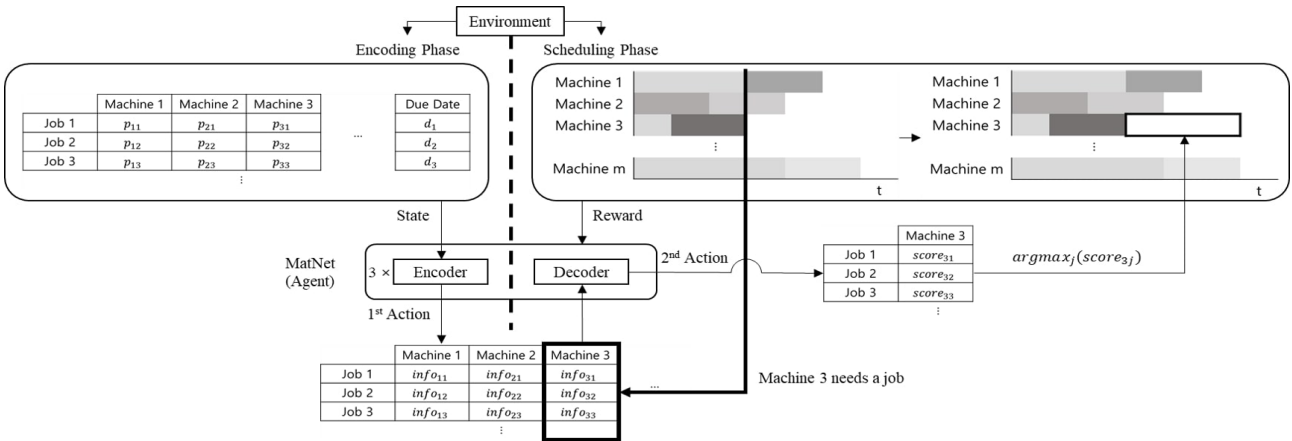 Environment
Encoding Phase
Scheduling Phase
Machine 1 Machine 2 Machine 3 ... Due Date
Job 1 p₁₁ p₂₁ p₃₁ d₁
Job 2 p₁₂ p₂₂ p₃₂ d₂
Job 3 p₁₃ p₂₃ p₃₃ d₃
⋮
Machine 1
Machine 2
Machine 3
⋮
Machine m
t
Machine 1
Machine 2
Machine 3
⋮
Machine m
t
State
Reward
MatNet
(Agent)
3 ×
Encoder
Decoder
1st Action
2nd Action
Machine 3
Job 1 score₃₁
Job 2 score₃₂
Job 3 score₃₃
⋮
argmaxⱼ(score₃ⱼ)
Machine 1 Machine 2 Machine 3
Job 1 info₁₁ info₂₁ info₃₁
Job 2 info₁₂ info₂₂ info₃₂
Job 3 info₁₃ info₂₃ info₃₃
⋮
...
Machine 3 needs a job